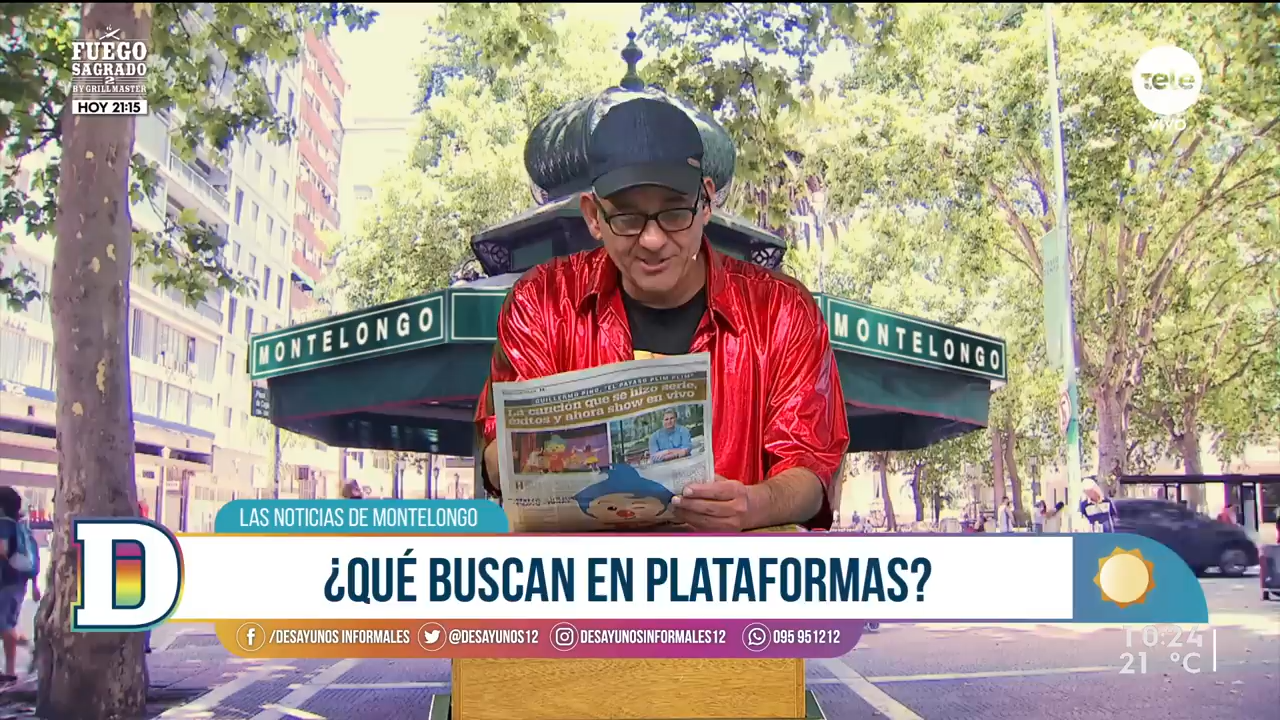 FUEGO
SAGRADO
2
BY GRILLMASTER
HOY 21:15
Tele
VIVO
MONTELONGO
MONTELONGO
GUILLERMO PINO, "EL PAYASO PLIM PLIM"
La canción que se hizo serie,
éxitos y ahora show en vivo
LAS NOTICIAS DE MONTELONGO
D
¿QUÉ BUSCAN EN PLATAFORMAS?
/DESAYUNOS INFORMALES
@DESAYUNOS12
DESAYUNOSINFORMALES12
095 951212
10:24
21 °C